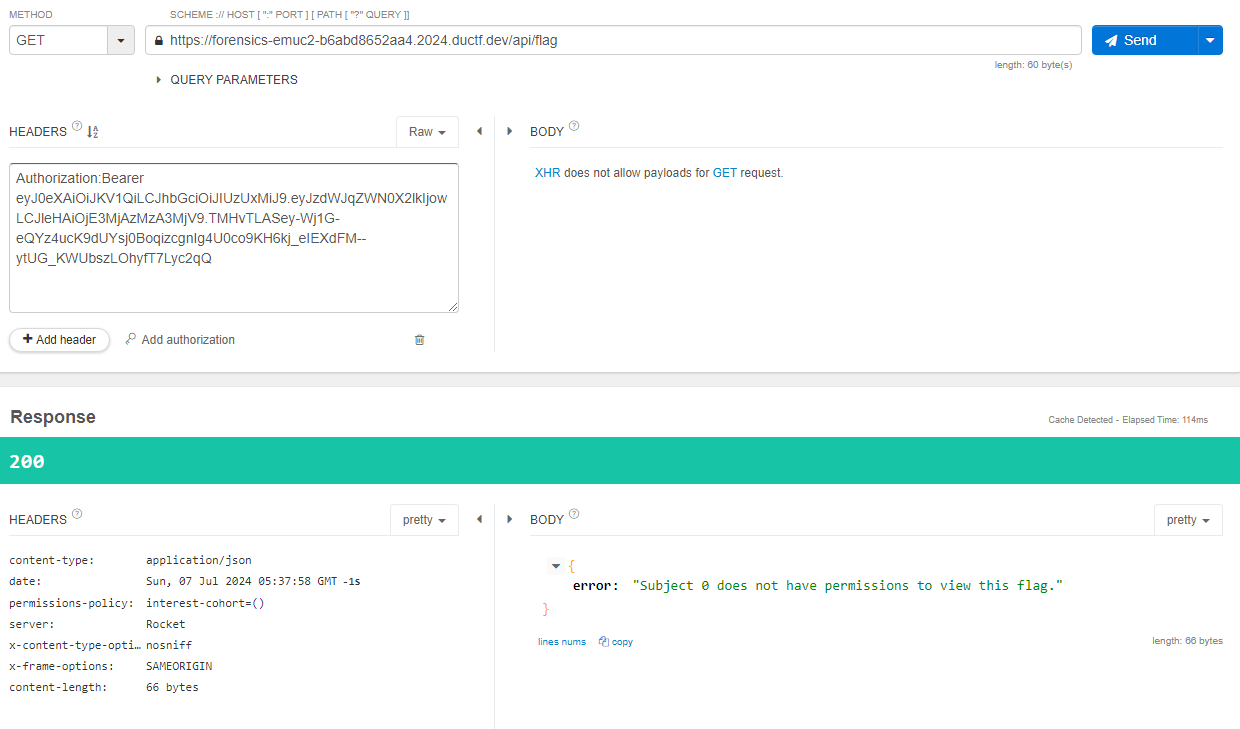 METHOD
SCHEME :// HOST [ ":" PORT ] [ PATH [ "?" QUERY ]]
GET
https://forensics-emuc2-b6abd8652aa4.2024.ductf.dev/api/flag
Send
length: 60 byte(s)
QUERY PARAMETERS
HEADERS ?
Raw
BODY ?
Authorization:Bearer
eyJ0eXAiOiJKV1QiLCJhbGciOiJIUzUxMiJ9.eyJzdWJqZWN0X2lkIjow
LCJleHAiOjE3MjAzMzA3MjV9.TMHvTLASey-Wj1G-
eQYz4ucK9dUYsj0BoqizcgnIg4U0co9KH6kj_eIEXdFM--
ytUG_KWUbszLOhyfT7Lyc2qQ
XHR does not allow payloads for GET request.
+ Add header
Add authorization
Response
Cache Detected - Elapsed Time: 114ms
200
HEADERS ?
pretty
BODY ?
pretty
content-type: application/json
date: Sun, 07 Jul 2024 05:37:58 GMT -1s
permissions-policy: interest-cohort=()
server: Rocket
x-content-type-opti… nosniff
x-frame-options: SAMEORIGIN
content-length: 66 bytes
{
error: "Subject 0 does not have permissions to view this flag."
}
lines nums
copy
length: 66 bytes